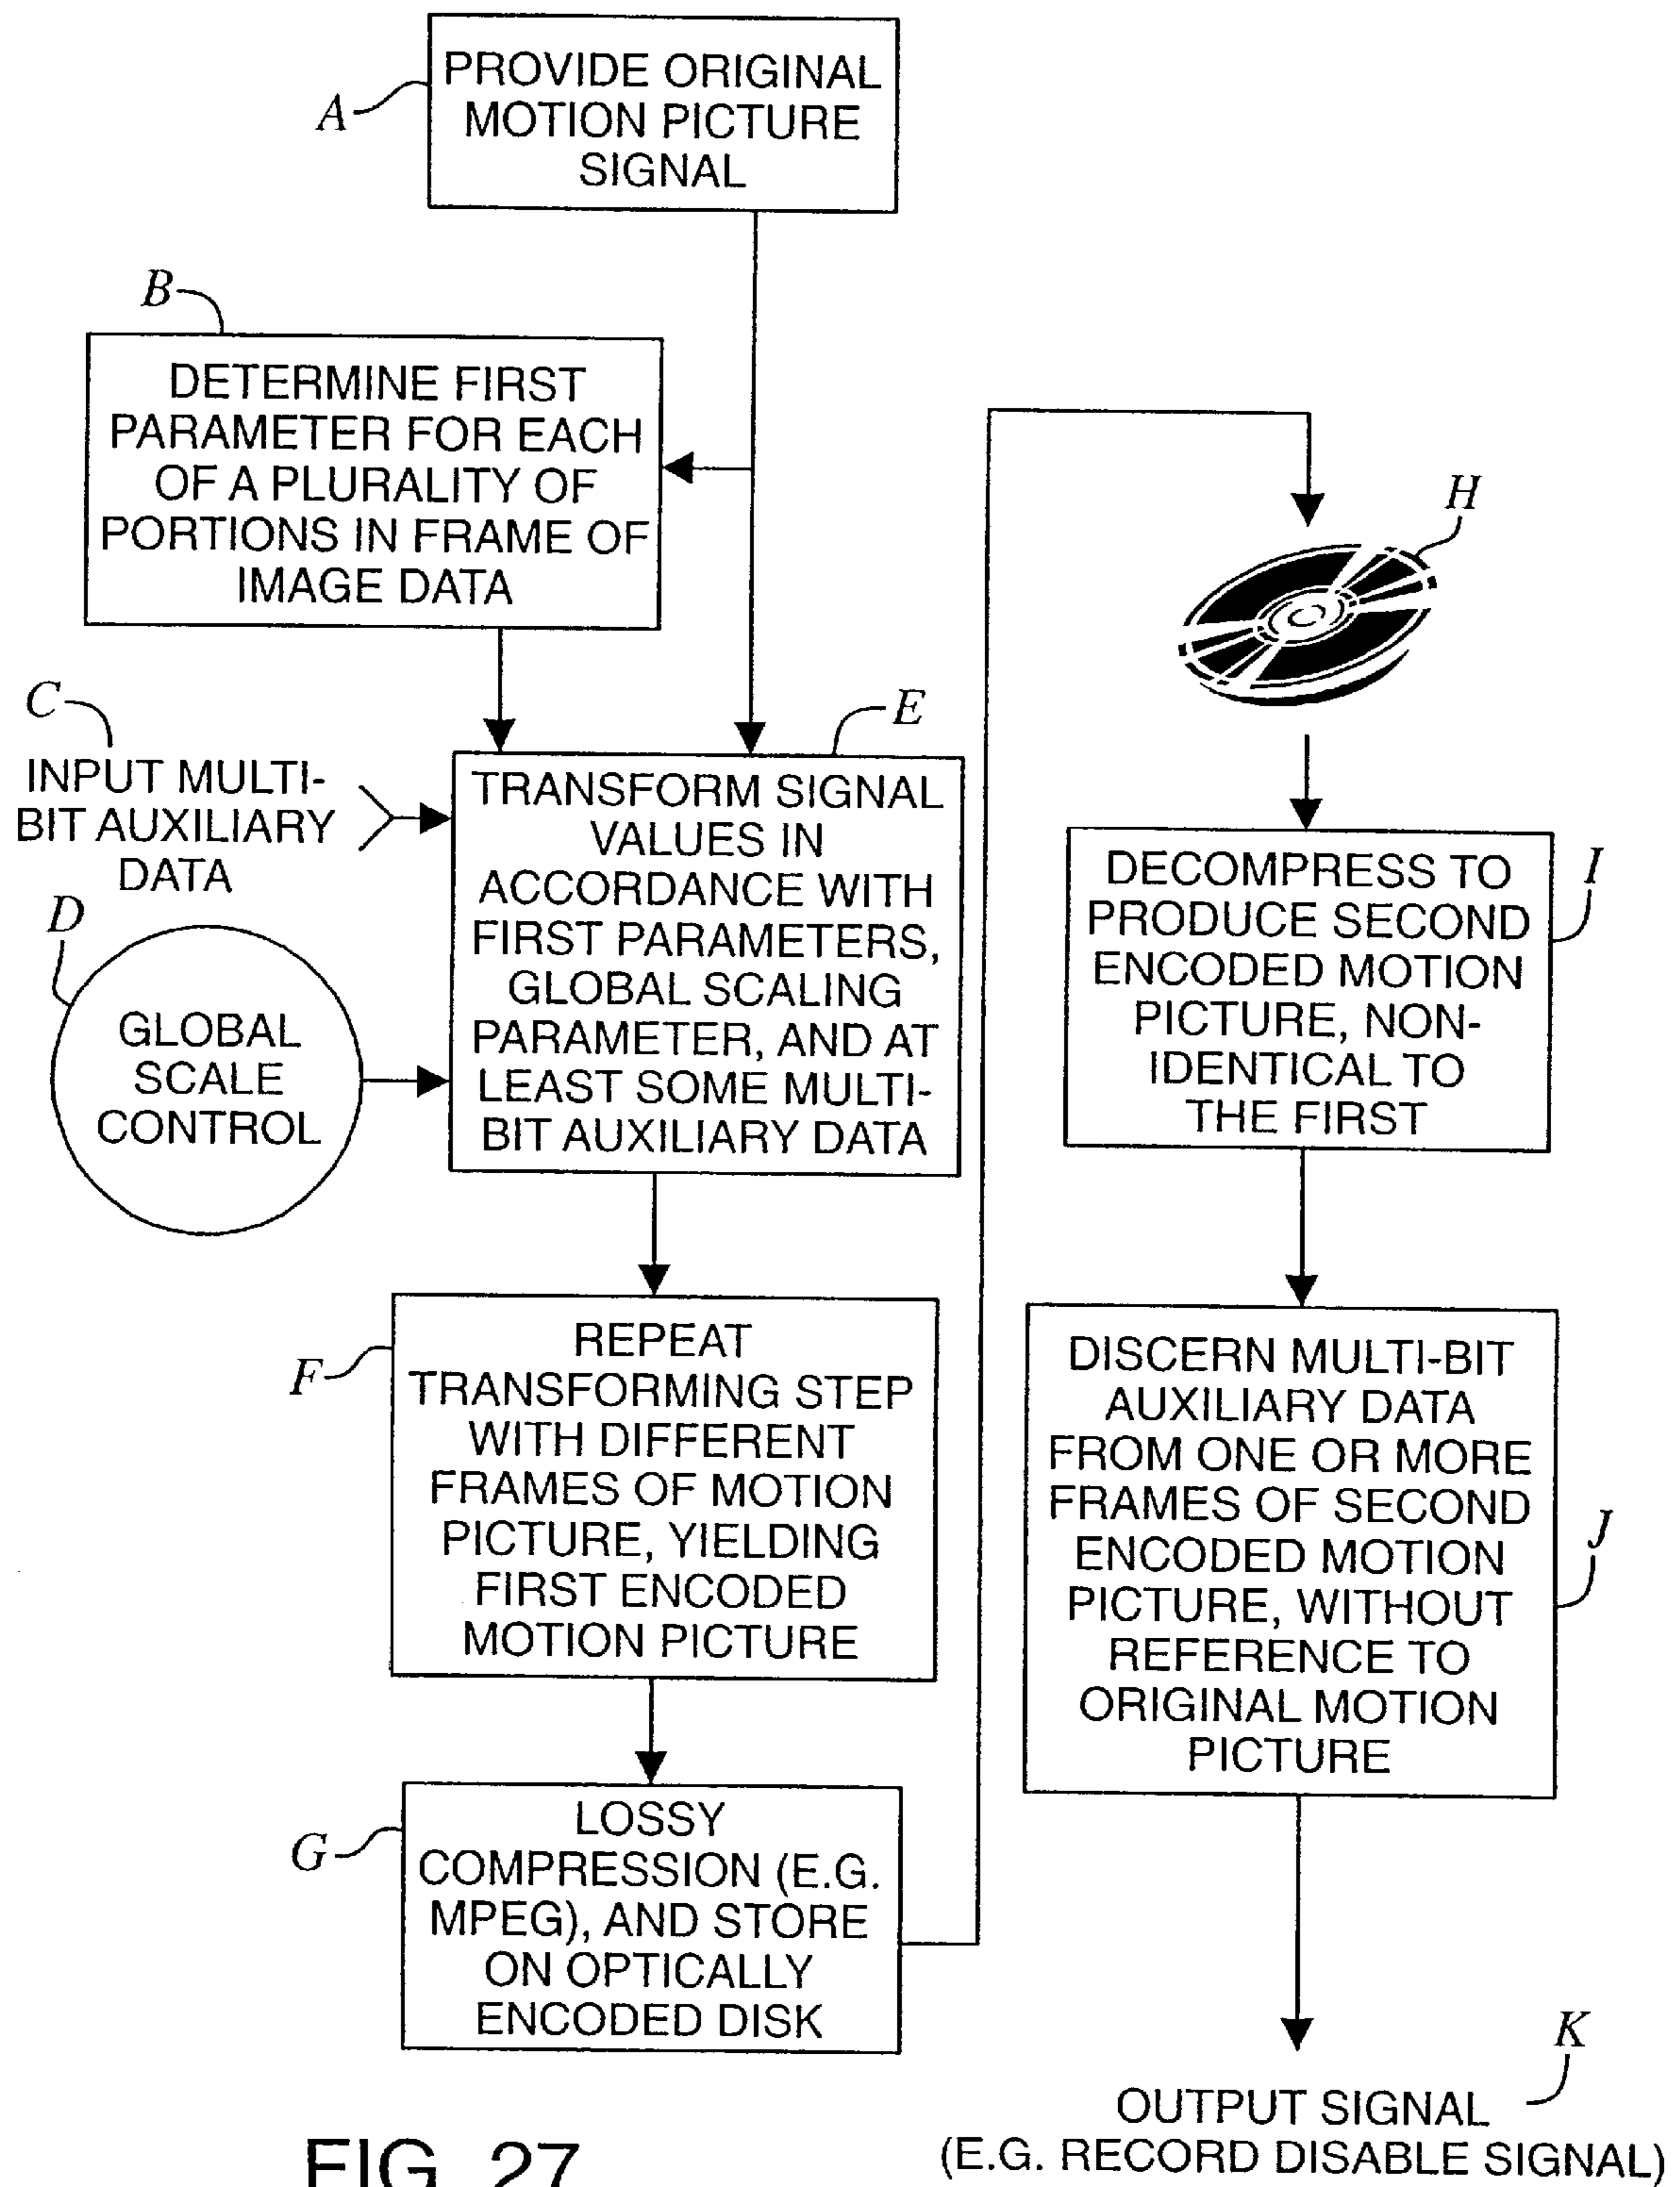 A
PROVIDE ORIGINAL
MOTION PICTURE
SIGNAL
B
DETERMINE FIRST
PARAMETER FOR EACH
OF A PLURALITY OF
PORTIONS IN FRAME OF
IMAGE DATA
C
INPUT MULTI-
BIT AUXILIARY
DATA
D
GLOBAL
SCALE
CONTROL
E
TRANSFORM SIGNAL
VALUES IN
ACCORDANCE WITH
FIRST PARAMETERS,
GLOBAL SCALING
PARAMETER, AND AT
LEAST SOME MULTI-
BIT AUXILIARY DATA
F
REPEAT
TRANSFORMING STEP
WITH DIFFERENT
FRAMES OF MOTION
PICTURE, YIELDING
FIRST ENCODED
MOTION PICTURE
G
LOSSY
COMPRESSION (E.G.
MPEG), AND STORE
ON OPTICALLY
ENCODED DISK
H
I
DECOMPRESS TO
PRODUCE SECOND
ENCODED MOTION
PICTURE, NON-
IDENTICAL TO
THE FIRST
J
DISCERN MULTI-BIT
AUXILIARY DATA
FROM ONE OR MORE
FRAMES OF SECOND
ENCODED MOTION
PICTURE, WITHOUT
REFERENCE TO
ORIGINAL MOTION
PICTURE
K
OUTPUT SIGNAL
(E.G. RECORD DISABLE SIGNAL)
FIG. 27